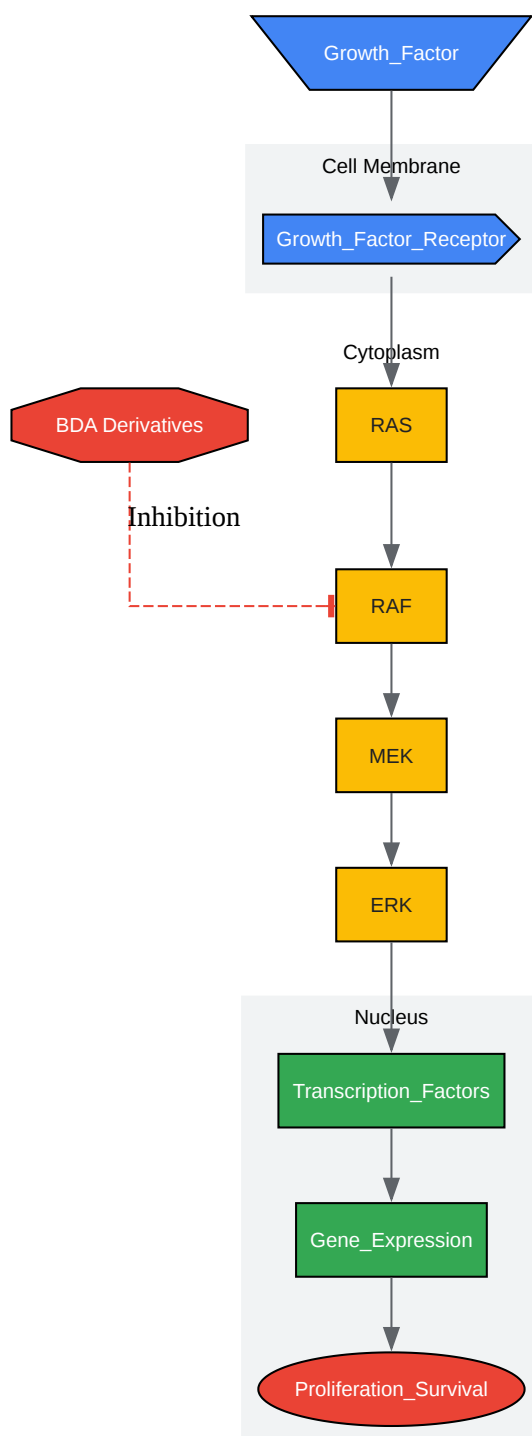 Growth_Factor
Cell Membrane
Growth_Factor_Receptor
Cytoplasm
BDA Derivatives
RAS
Inhibition
RAF
MEK
ERK
Nucleus
Transcription_Factors
Gene_Expression
Proliferation_Survival